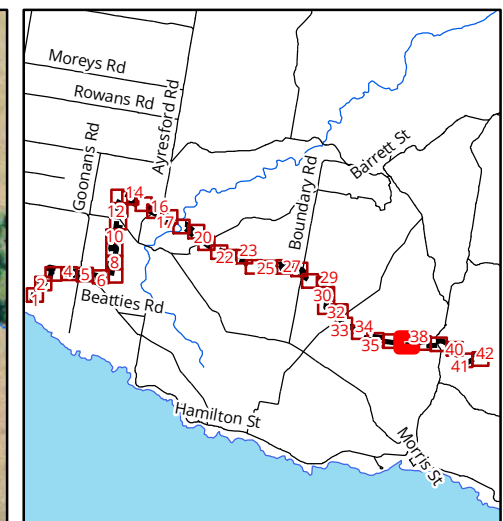 Moreys Rd
Rowans Rd
Ayresford Rd
Goonans Rd
Barrett St
Boundary Rd
14
16
12
17
10
20
22
23
8
25
27
4
5
6
2
1
29
30
32
33
34
35
38
40
42
41
Beatties Rd
Hamilton St
Morris St